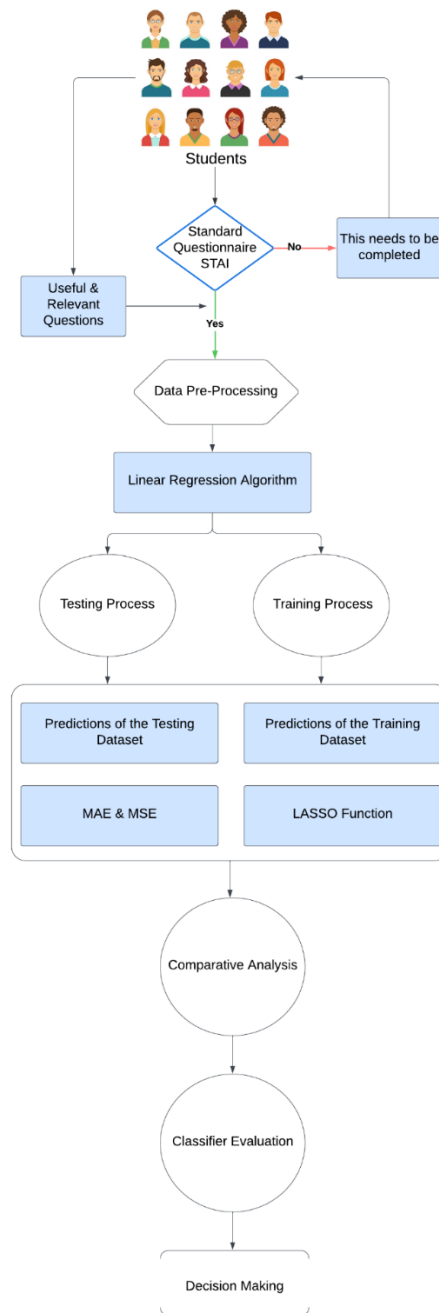 Students
Standard
Questionnaire
STAI
No
This needs to be
completed
Useful &
Relevant
Questions
Yes
Data Pre-Processing
Linear Regression Algorithm
Testing Process
Training Process
Predictions of the Testing
Dataset
Predictions of the Training
Dataset
MAE & MSE
LASSO Function
Comparative Analysis
Classifier Evaluation
Decision Making